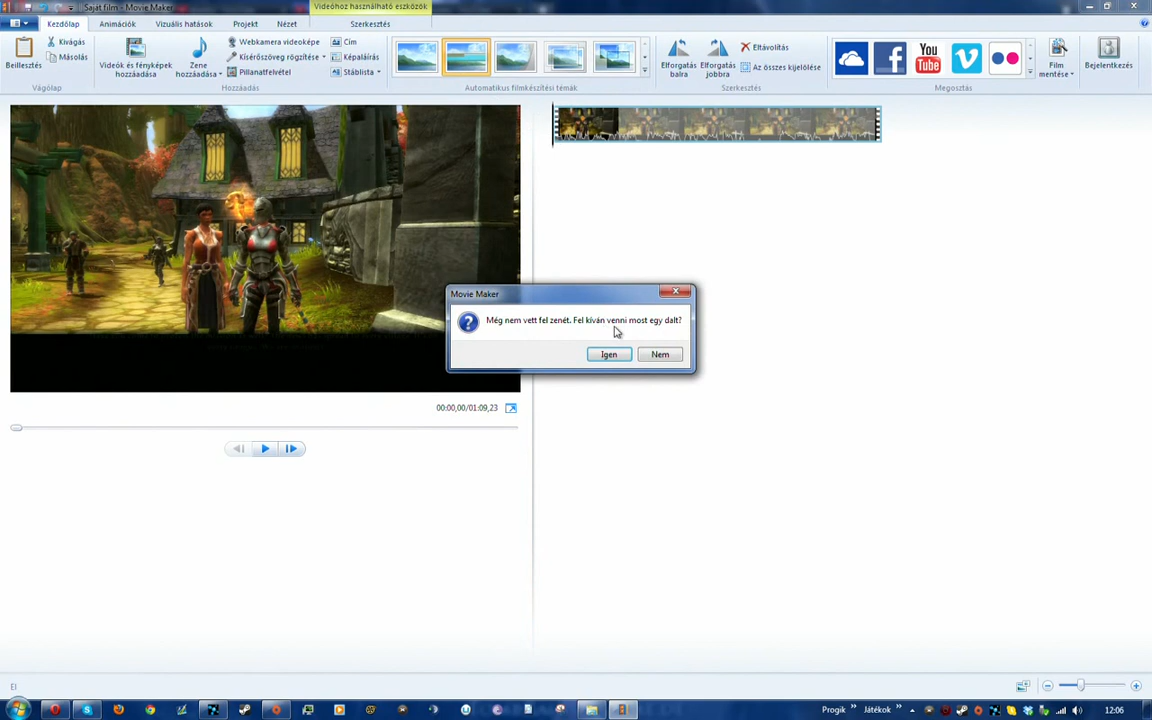 Saját film - Movie Maker
Videóhoz használható eszközök
Kezdőlap Animációk Vizuális hatások Projekt Nézet Szerkesztés
Beillesztés
Kivágás
Másolás
Vágólap
Videók és fényképek hozzáadása
Zene hozzáadása
Webkamera videoképe
Kísérőszöveg rögzítése
Pillanatfelvétel
Cím
Képaláírás
Stáblista
Hozzáadás
Automatikus filmkészítési témák
Elforgatás balra
Elforgatás jobbra
Eltávolítás
Az összes kijelölése
Szerkesztés
You Tube
Megosztás
Film mentése
Bejelentkezés
Movie Maker
Még nem vett fel zenét. Fel kíván venni most egy dalt?
Igen Nem
00:00,00/01:09,23
El
Progik Játékok 12:06